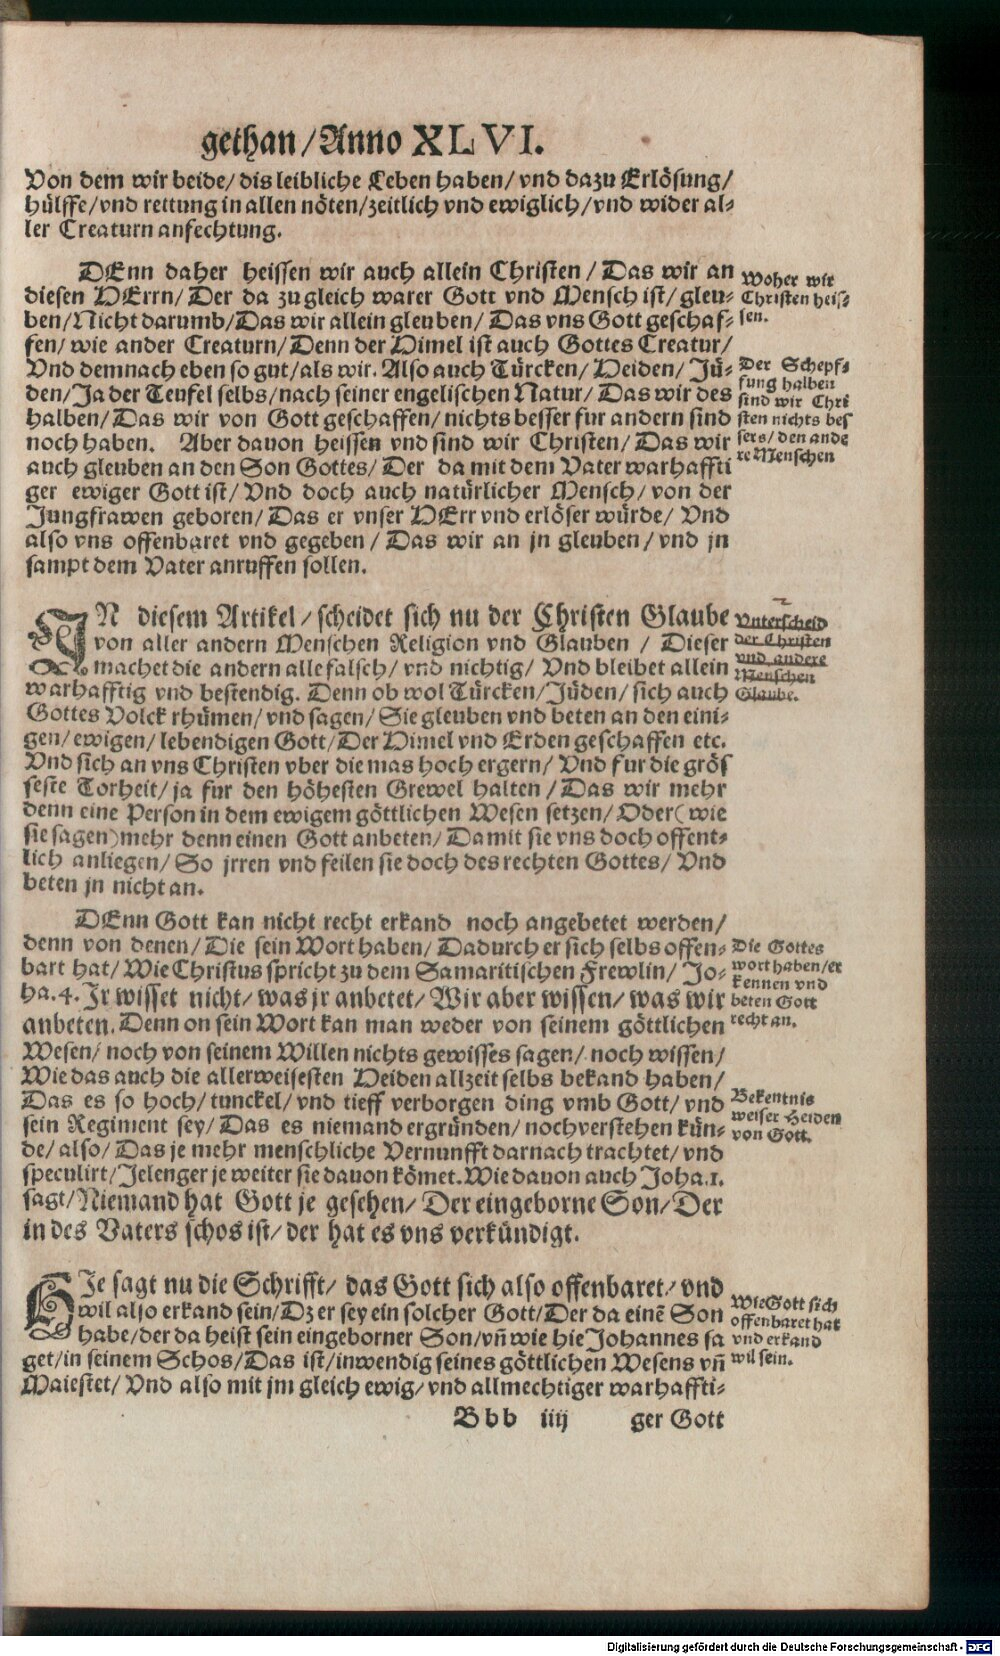 gethan / Anno XLVI.
Von dem wir beide / dis leibliche Leben haben / vnd dazu Erlösung /
hülffe / vnd rettung in allen nöten / zeitlich vnd ewiglich / vnd wider al⸗
ler Creaturn anfechtung.
DEnn daher heissen wir auch allein Christen / Das wir an
diesen HErrn / Der da zu gleich warer Gott vnd Mensch ist / gleu⸗
ben / Nicht darumb / Das wir allein gleuben / Das vns Gott geschaf⸗
fen / wie ander Creaturn / Denn der Himel ist auch Gottes Creatur /
Vnd demnach eben so gut / als wir. Also auch Türcken / Heiden / Jü⸗
den / Ja der Teufel selbs / nach seiner engelischen Natur / Das wir des
halben / Das wir von Gott geschaffen / nichts besser fur andern sind
noch haben. Aber dauon heissen vnd sind wir Christen / Das wir
auch gleuben an den Son Gottes / Der da mit dem Vater warhaffti
ger ewiger Gott ist / Vnd doch auch natürlicher Mensch / von der
Jungfrawen geboren / Das er vnser HErr vnd erlöser würde / Vnd
also vns offenbaret vnd gegeben / Das wir an jn gleuben / vnd jn
sampt dem Vater anruffen sollen.
Woher wir
Christen heis⸗
sen.
Der Schepf⸗
fung halben
sind wir Chri
sten nichts bes
sers / den ande
re Menschen
IN diesem Artikel / scheidet sich nu der Christen Glaube
von aller andern Menschen Religion vnd Glauben / Dieser
machet die andern alle falsch / vnd nichtig / Vnd bleibet allein
warhafftig vnd bestendig. Denn ob wol Türcken / Jüden / sich auch
Gottes Volck rhümen / vnd sagen / Sie gleuben vnd beten an den eini⸗
gen / ewigen / lebendigen Gott / Der Himel vnd Erden geschaffen etc.
Vnd sich an vns Christen vber die mas hoch ergern / Vnd fur die grös
seste Torheit / ja fur den höhesten Grewel halten / Das wir mehr
denn eine Person in dem ewigem göttlichen Wesen setzen / Oder (wie
sie sagen) mehr denn einen Gott anbeten / Damit sie vns doch offent⸗
lich anliegen / So jrren vnd feilen sie doch des rechten Gottes / Vnd
beten jn nicht an.
Vnterscheid
der Christen
vnd andere
Menschen
Glaube.
DEnn Gott kan nicht recht erkand noch angebetet werden /
denn von denen / Die sein Wort haben / Dadurch er sich selbs offen⸗
bart hat / Wie Christus spricht zu dem Samaritischen Frewlin / Jo⸗
ha. 4. Jr wisset nicht / was jr anbetet / Wir aber wissen / was wir
anbeten. Denn on sein Wort kan man weder von seinem göttlichen
Wesen / noch von seinem Willen nichts gewisses sagen / noch wissen /
Wie das auch die allerweisesten Heiden allzeit selbs bekand haben /
Das es so hoch / tunckel / vnd tieff verborgen ding vmb Gott / vnd
sein Regiment sey / Das es niemand ergründen / noch verstehen kün⸗
de / also / Das je mehr menschliche Vernunfft darnach trachtet / vnd
speculirt / Je lenger je weiter sie dauon kömet. Wie dauon auch Joha. 1.
sagt / Niemand hat Gott je gesehen / Der eingeborne Son / Der
in des Vaters schos ist / der hat es vns verkündigt.
Die Gottes
wort haben / er
kennen vnd
beten Gott
recht an.
Bekentnis
weiser Heiden
von Gott.
HIe sagt nu die Schrifft / das Gott sich also offenbaret / vnd
wil also erkand sein / Dz er sey ein solcher Gott / Der da einē Son
habe / der da heist sein eingeborner Son / vñ wie hie Johannes sa
get / in seinem Schos / Das ist / inwendig seines göttlichen Wesens vñ
Maiestet / Vnd also mit jm gleich ewig / vnd allmechtiger warhaffti⸗
Wie Gott sich
offenbaret hat
vnd erkand
wil sein.
Bbb iiij ger Gott
Digitalisierung gefördert durch die Deutsche Forschungsgemeinschaft - DFG